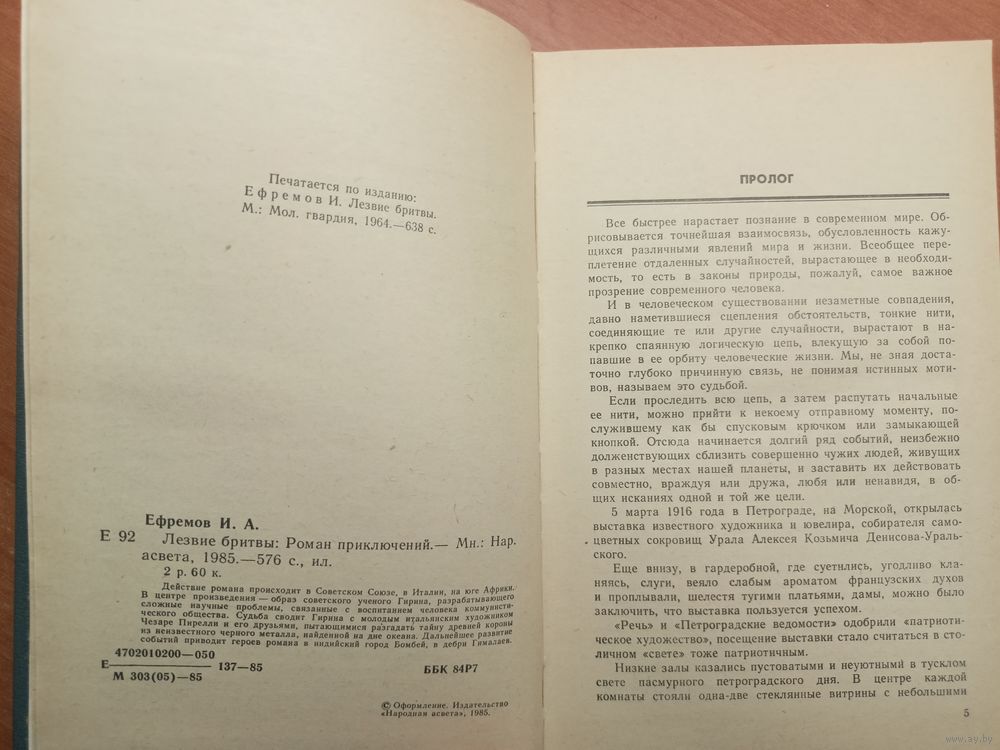 Печатается по изданию:
Ефремов И. Лезвие бритвы.
М.: Мол. гвардия, 1964.—638 с.
Ефремов И. А.
Е 92
Лезвие бритвы: Роман приключений.— Мн.: Нар.
асвета, 1985.—576 с., ил.
2 р. 60 к.
Действие романа происходит в Советском Союзе, в Италии, на юге Африки.
В центре произведения — образ советского ученого Гирина, разрабатывающего
сложные научные проблемы, связанные с воспитанием человека коммунисти-
ческого общества. Судьба сводит Гирина с молодым итальянским художником
Чезаре Пирелли и его друзьями, пытающимися разгадать тайну древней короны
из неизвестного черного металла, найденной на дне океана. Дальнейшее развитие
событий приводит героев романа в индийский город Бомбей, в дебри Гималаев.
4702010200—050
Е 137—85
М 303(05)—85
ББК 84Р7
© Оформление. Издательство
«Народная асвета», 1985.
ПРОЛОГ
Все быстрее нарастает познание в современном мире. Об-
рисовывается точнейшая взаимосвязь, обусловленность кажу-
щихся различными явлений мира и жизни. Всеобщее пере-
плетение отдаленных случайностей, вырастающее в необходи-
мость, то есть в законы природы, пожалуй, самое важное
прозрение современного человека.
И в человеческом существовании незаметные совпадения,
давно наметившиеся сцепления обстоятельств, тонкие нити,
соединяющие те или другие случайности, вырастают в на-
крепко спаянную логическую цепь, влекущую за собой по-
павшие в ее орбиту человеческие жизни. Мы, не зная доста-
точно глубоко причинную связь, не понимая истинных моти-
вов, называем это судьбой.
Если проследить всю цепь, а затем распутать начальные
ее нити, можно прийти к некоему отправному моменту, по-
служившему как бы спусковым крючком или замыкающей
кнопкой. Отсюда начинается долгий ряд событий, неизбежно
долженствующих сблизить совершенно чужих людей, живущих
в разных местах нашей планеты, и заставить их действовать
совместно, враждуя или дружа, любя или ненавидя, в об-
щих исканиях одной и той же цели.
5 марта 1916 года в Петрограде, на Морской, открылась
выставка известного художника и ювелира, собирателя само-
цветных сокровищ Урала Алексея Козьмича Денисова-Ураль-
ского.
Еще внизу, в гардеробной, где суетились, угодливо кла-
няясь, слуги, веяло слабым ароматом французских духов
и проплывали, шелестя тугими платьями, дамы, можно было
заключить, что выставка пользуется успехом.
«Речь» и «Петроградские ведомости» одобрили «патриоти-
ческое художество», посещение выставки стало считаться в сто-
личном «свете» тоже патриотичным.
Низкие залы казались пустоватыми и неуютными в тусклом
свете пасмурного петроградского дня. В центре каждой
комнаты стояли одна-две стеклянные витрины с небольшими
5
www.ay.by